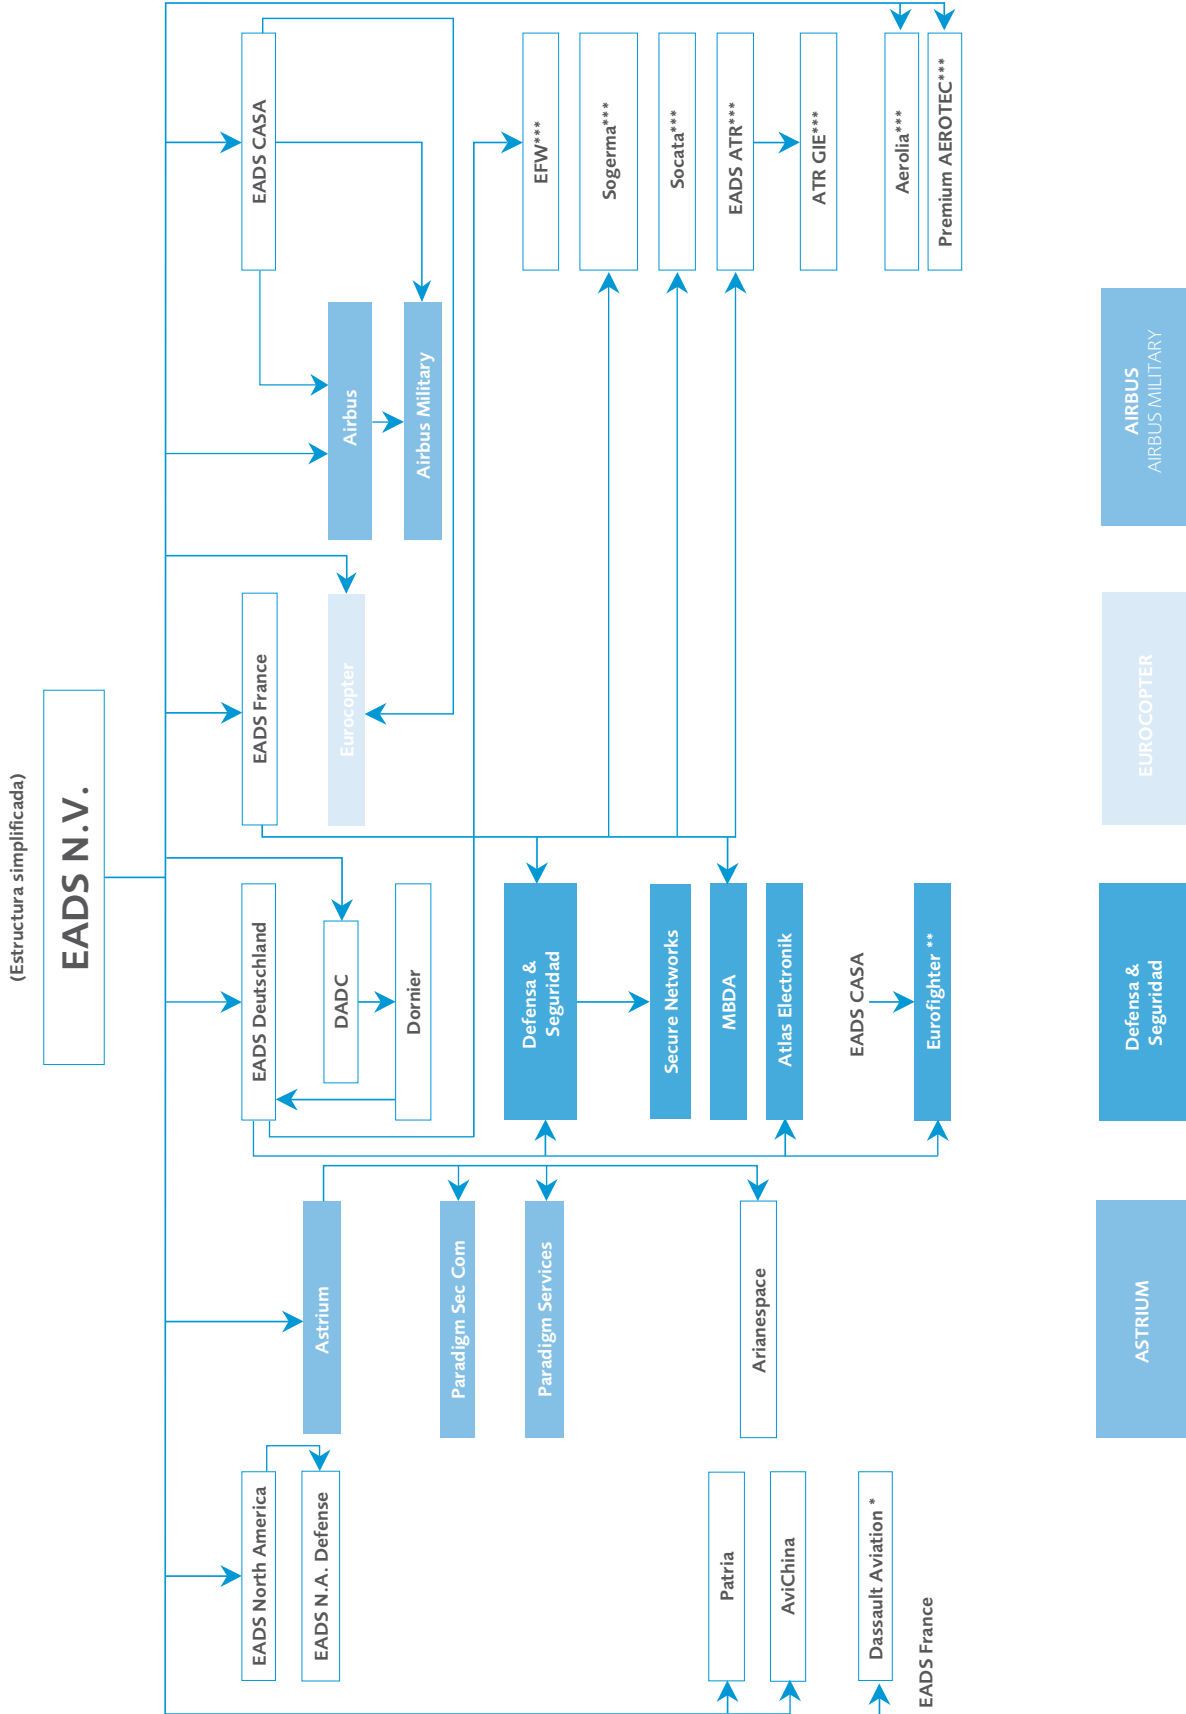 (Estructura simplificada)
EADS N.V.
EADS North America
EADS N.A. Defense
Patria
AviChina
Dassault Aviation *
EADS France
Astrium
Paradigm Sec Com
Paradigm Services
Arianespace
EADS Deutschland
DADC
Dornier
Defensa &
Seguridad
Secure Networks
MBDA
Atlas Electronik
EADS CASA
Eurofighter **
EADS France
Eurocopter
EADS CASA
Airbus
Airbus Military
EFW***
Sogerma***
Socata***
EADS ATR***
ATR GIE***
Aerolia***
Premium AEROTEC***
ASTRIUM
Defensa &
Seguridad
EUROCOPTER
AIRBUS
AIRBUS MILITARY